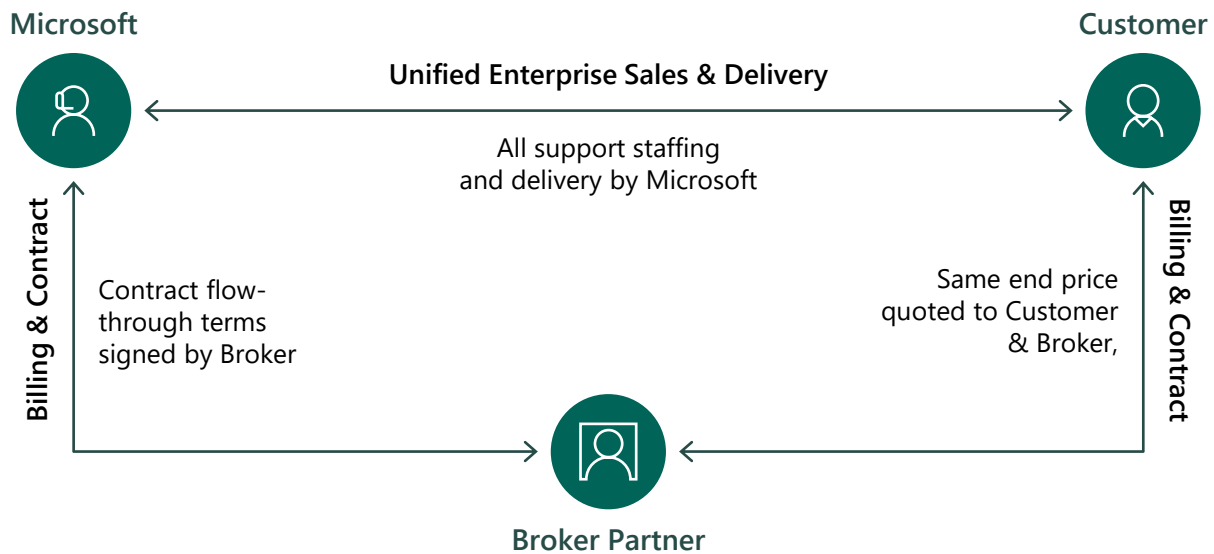 Microsoft
Customer
Unified Enterprise Sales & Delivery
All support staffing
and delivery by Microsoft
Billing & Contract
Contract flow-
through terms
signed by Broker
Same end price
quoted to Customer
& Broker,
Billing & Contract
Broker Partner